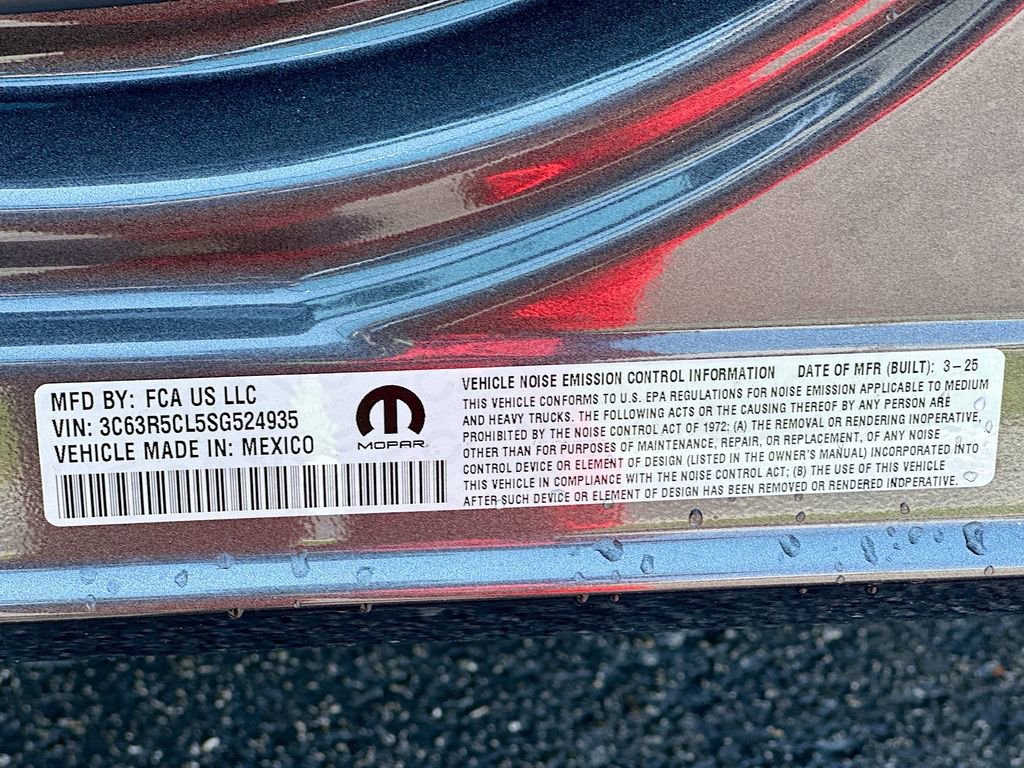 MFD BY: FCA US LLC
VIN: 3C63R5CL5SG524935
VEHICLE MADE IN: MEXICO
MOPAR®
VEHICLE NOISE EMISSION CONTROL INFORMATION DATE OF MFR (BUILT): 3-25
THIS VEHICLE CONFORMS TO U.S. EPA REGULATIONS FOR NOISE EMISSION APPLICABLE TO MEDIUM
AND HEAVY TRUCKS. THE FOLLOWING ACTS OR THE CAUSING THEREOF BY ANY PERSON ARE
PROHIBITED BY THE NOISE CONTROL ACT OF 1972: (A) THE REMOVAL OR RENDERING INOPERATIVE,
OTHER THAN FOR PURPOSES OF MAINTENANCE, REPAIR, OR REPLACEMENT, OF ANY NOISE
CONTROL DEVICE OR ELEMENT OF DESIGN (LISTED IN THE OWNER'S MANUAL) INCORPORATED INTO
THIS VEHICLE IN COMPLIANCE WITH THE NOISE CONTROL ACT; (B) THE USE OF THIS VEHICLE
AFTER SUCH DEVICE OR ELEMENT OF DESIGN HAS BEEN REMOVED OR RENDERED INOPERATIVE.